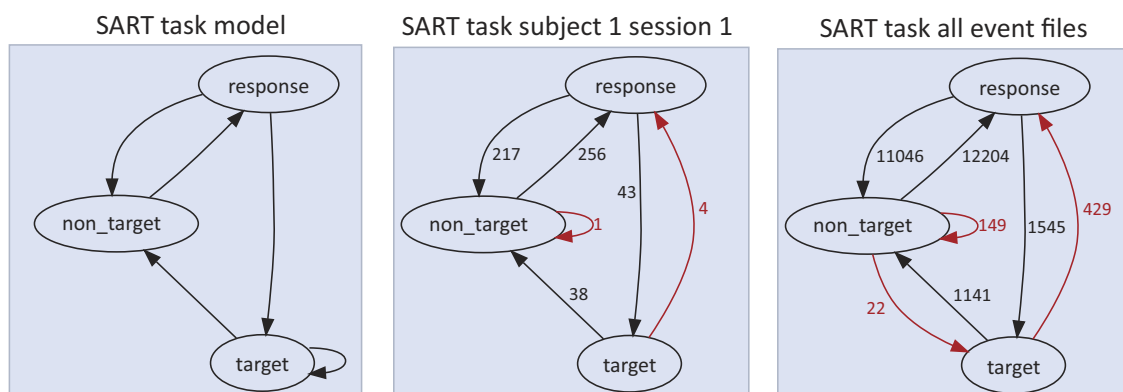 SART task model
SART task subject 1 session 1
SART task all event files
response
non_target
target
response
217
256
43
4
non_target
1
38
target
response
11046
12204
429
non_target
149
1545
22
1141
target